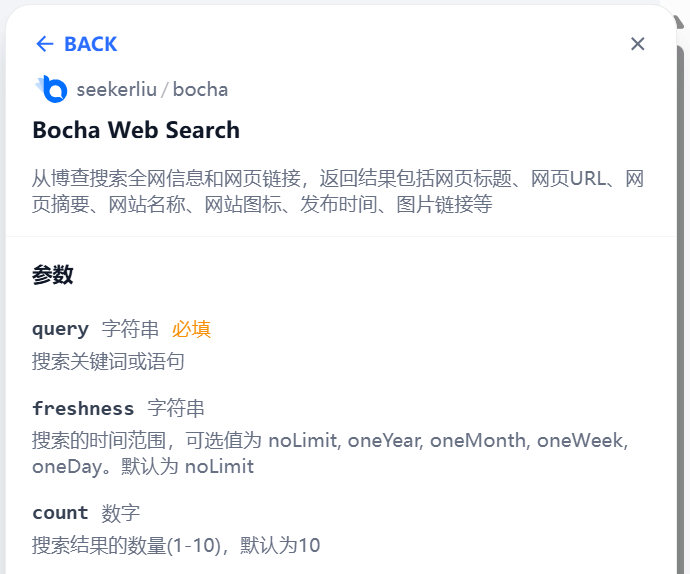 ← BACK
seekerliu / bocha
Bocha Web Search
从博查搜索全网信息和网页链接，返回结果包括网页标题、网页URL、网
页摘要、网站名称、网站图标、发布时间、图片链接等
参数
query 字符串 必填
搜索关键词或语句
freshness 字符串
搜索的时间范围，可选值为 noLimit, oneYear, oneMonth, oneWeek,
oneDay。默认为 noLimit
count 数字
搜索结果的数量(1-10)，默认为10